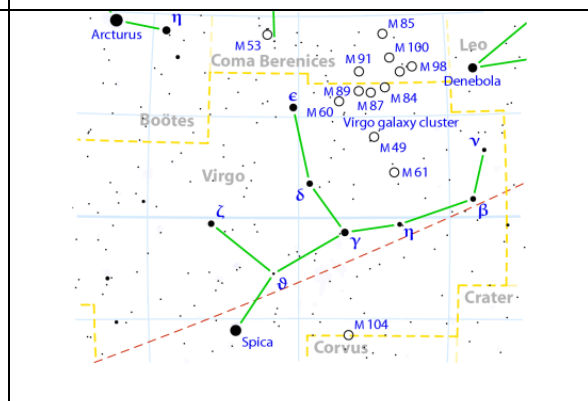 η
M 85
Arcturus
M 53
M 100
Leo
M 91
M 98
Coma Berenices
Denebola
ϵ
M 89
M 84
M 60
M 87
Boötes
Virgo galaxy cluster
ν
M 49
Virgo
M 61
δ
ζ
β
γ
η
ϑ
Crater
M 104
Spica
Corvus